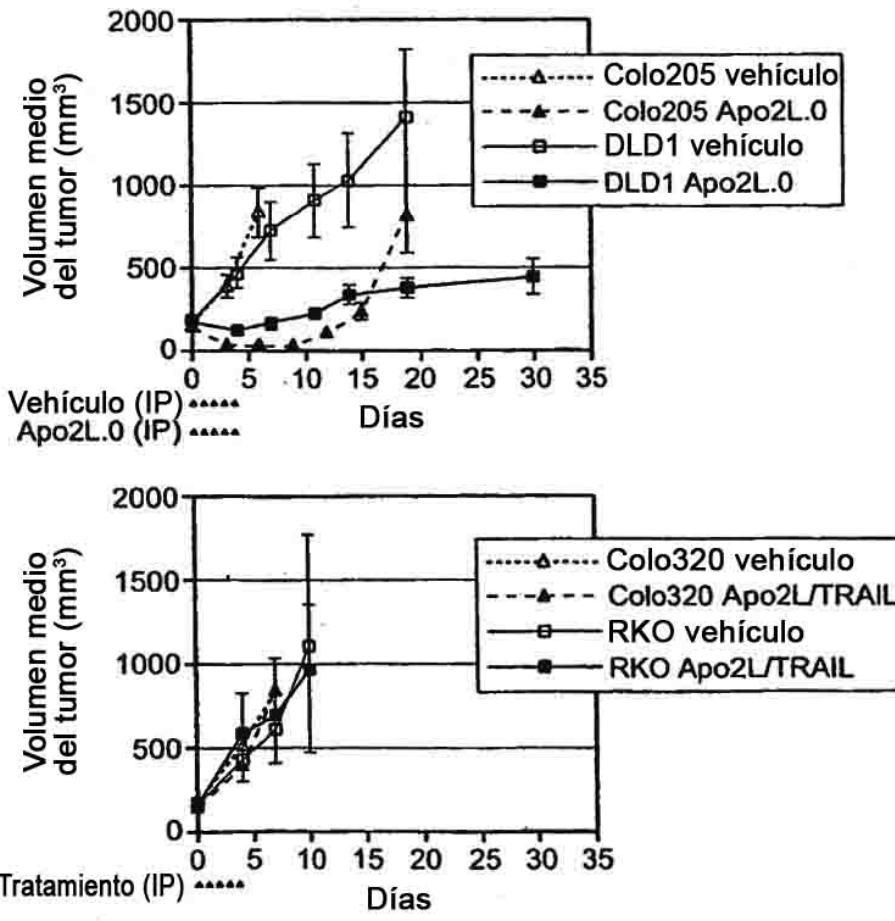 2000
1500
1000
500
0
Volumen medio
del tumor (mm³)
Colo205 vehículo
Colo205 Apo2L.0
DLD1 vehículo
DLD1 Apo2L.0
0 5 10 15 20 25 30 35
Días
Vehículo (IP)
Apo2L.0 (IP)
2000
1500
1000
500
0
Volumen medio
del tumor (mm³)
Colo320 vehículo
Colo320 Apo2L/TRAIL
RKO vehículo
RKO Apo2L/TRAIL
0 5 10 15 20 25 30 35
Días
Tratamiento (IP)